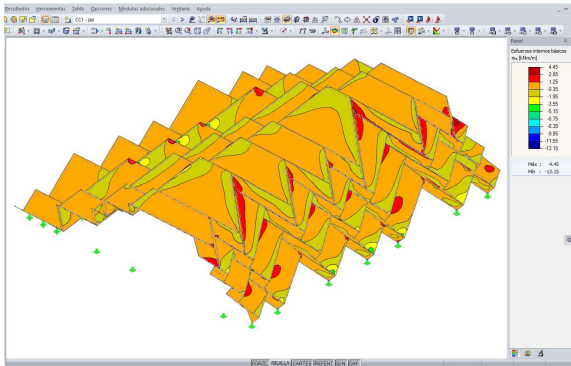 Resultados Herramientas Tabla Opciones Módulos adicionales Ventana Ayuda
CC1 - pp
Panel
Esfuerzos internos básicos
[kNm/m]
4.45
2.85
1.25
-0.35
-1.95
-3.55
-5.15
-6.75
-8.35
-9.95
-11.55
-13.15
Máx : 4.45
Mín : -13.15
FORZC REJILLA CARTES REFENT GLN DXF